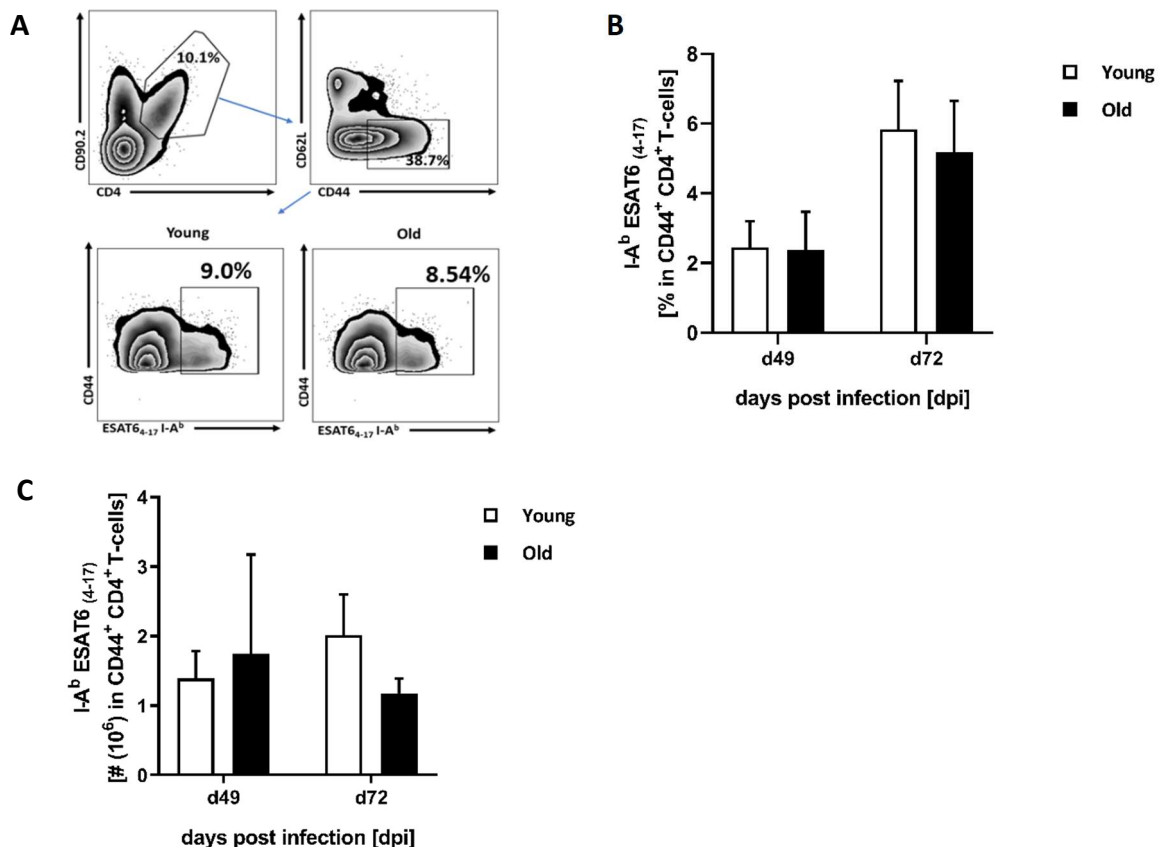 A
CD90.2
10.1%
CD4
CD62L
38.7%
CD44
Young
Old
CD44
9.0%
ESAT6₄₋₁₇ I-Aᵇ
CD44
8.54%
ESAT6₄₋₁₇ I-Aᵇ
B
I-Aᵇ ESAT6 ₍₄₋₁₇₎
[% in CD44⁺ CD4⁺ T-cells]
8
6
4
2
0
d49 d72
days post infection [dpi]
Young
Old
C
I-Aᵇ ESAT6 ₍₄₋₁₇₎
[# (10⁶) in CD44⁺ CD4⁺ T-cells]
4
3
2
1
0
d49 d72
days post infection [dpi]
Young
Old